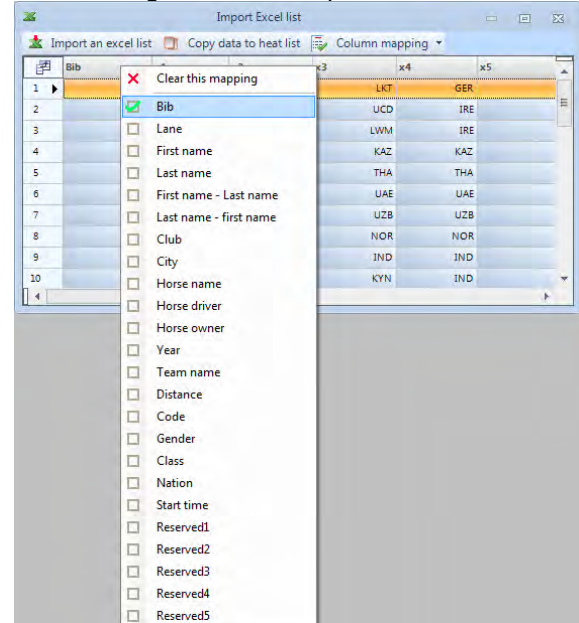 Import Excel list
Import an excel list Copy data to heat list Column mapping
Bib x3 x4 x5
Clear this mapping
1 LKT GER
2 Bib UCD IRE
3 Lane LWM IRE
4 First name KAZ KAZ
5 Last name THA THA
6 First name - Last name UAE UAE
7 Last name - first name UZB UZB
8 Club NOR NOR
9 City IND IND
10 Horse name KYN IND
Horse driver
Horse owner
Year
Team name
Distance
Code
Gender
Class
Nation
Start time
Reserved1
Reserved2
Reserved3
Reserved4
Reserved5